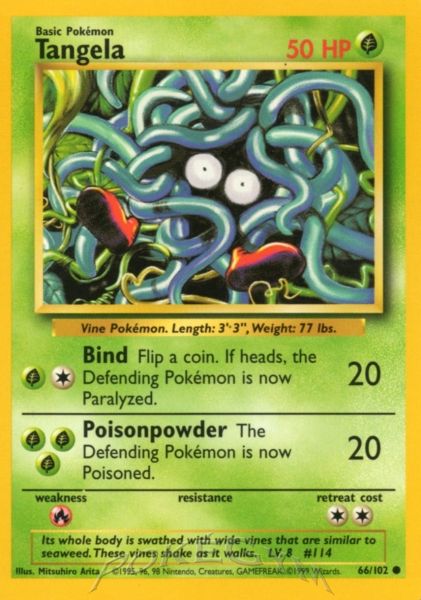 Basic Pokémon
Tangela
50 HP
Vine Pokémon. Length: 3' 3", Weight: 77 lbs.
Bind Flip a coin. If heads, the
Defending Pokémon is now
Paralyzed.
20
Poisonpowder The
Defending Pokémon is now
Poisoned.
20
weakness
resistance
retreat cost
Its whole body is swathed with wide vines that are similar to
seaweed. These vines shake as it walks. LV. 8 #114
Illus. Mitsuhiro Arita
©1995, 96, 98 Nintendo, Creatures, GAMEFREAK. ©1999 Wizards.
66/102